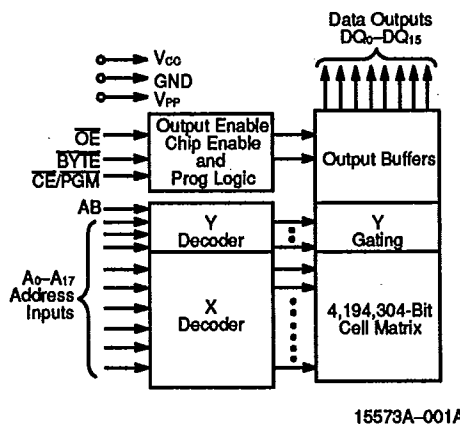 Data Outputs
DQ0–DQ15
VCC
GND
VPP
OE
BYTE
CE/PGM
Output Enable
Chip Enable
and
Prog Logic
Output Buffers
AB
A0–A17
Address
Inputs
Y
Decoder
Y
Gating
X
Decoder
4,194,304-Bit
Cell Matrix
15573A–001A